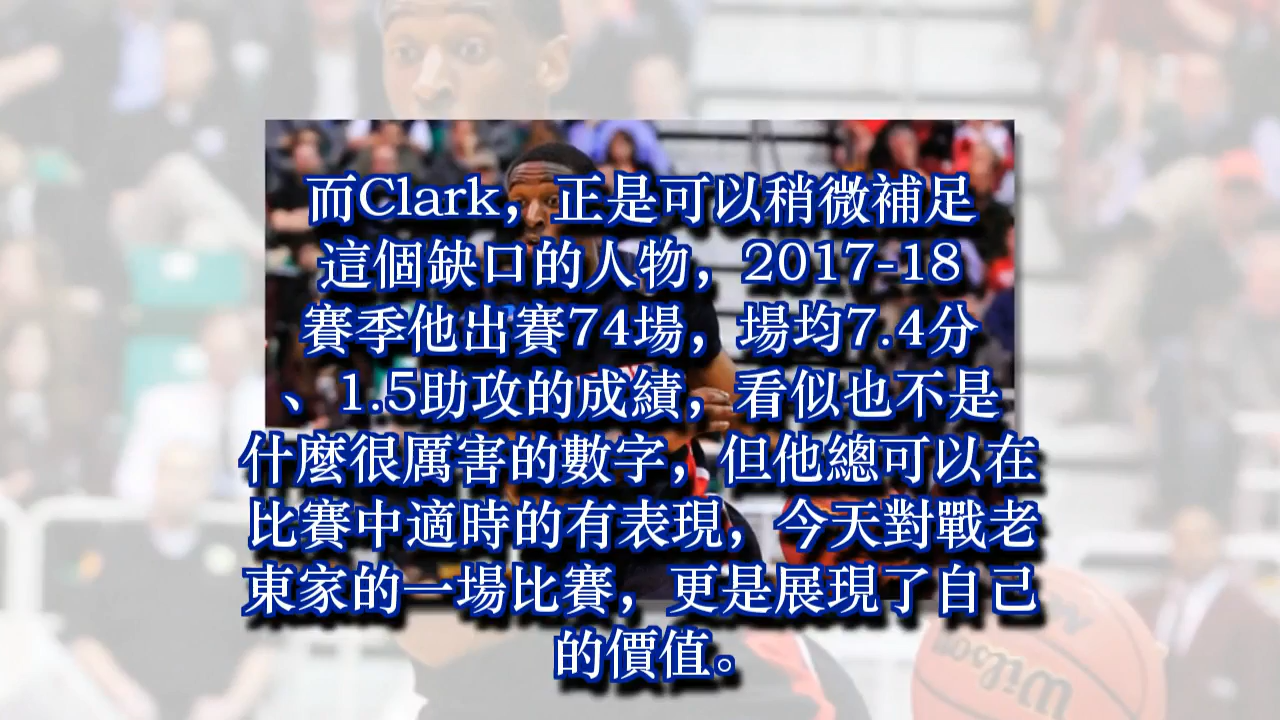 而Clark，正是可以稍微補足
這個缺口的人物，2017-18
賽季他出賽74場，場均7.4分
、1.5助攻的成績，看似也不是
什麼很厲害的數字，但他總可以在
比賽中適時的有表現，今天對戰老
東家的一場比賽，更是展現了自己
的價值。
Wilson